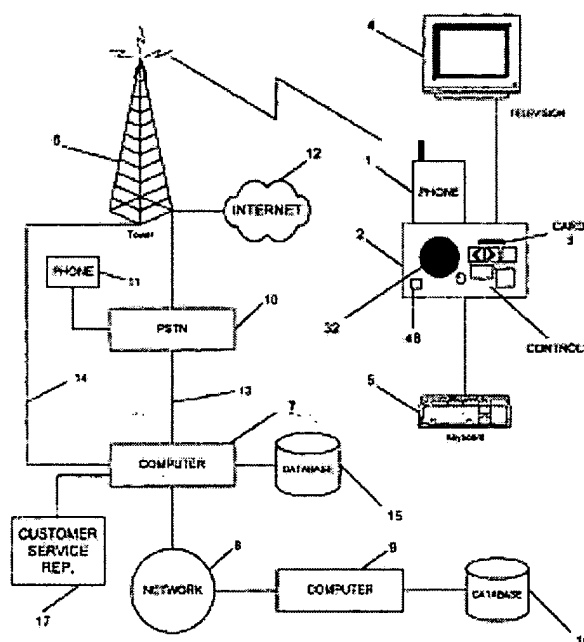 4
TELEVISION
6
12
1
PHONE
INTERNET
Tower
CARD
3
2
PHONE
11
10
PSTN
32
48
CONTROLS
14
13
5
Keyboard
7
COMPUTER
DATABASE
15
CUSTOMER
SERVICE
REP.
17
8
9
NETWORK
COMPUTER
DATABASE